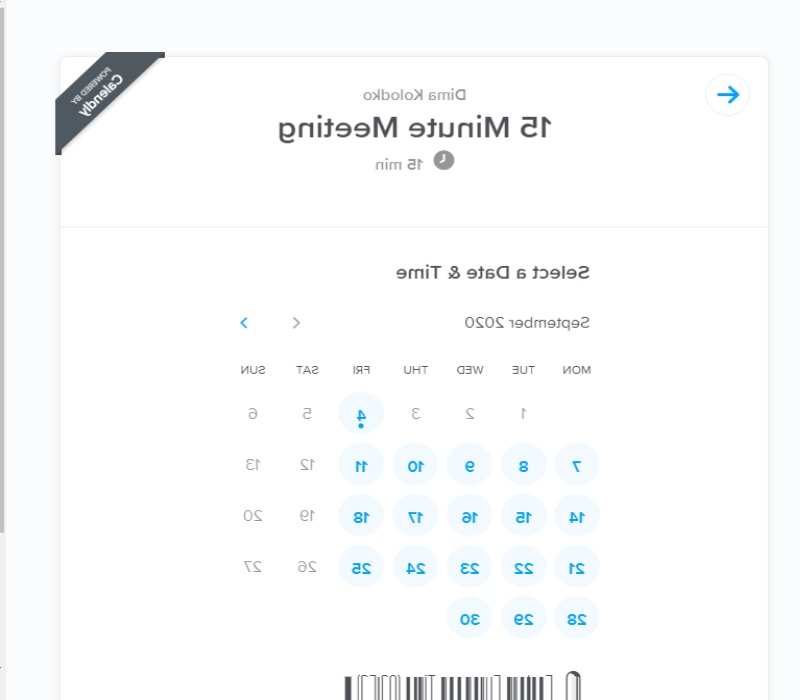 POWERED BY
Calendly
Dima Kolodko
15 Minute Meeting
15 min
Select a Date & Time
September 2020
MON TUE WED THU FRI SAT SUN
1 2 3 4 5 6
7 8 9 10 11 12 13
14 15 16 17 18 19 20
21 22 23 24 25 26 27
28 29 30